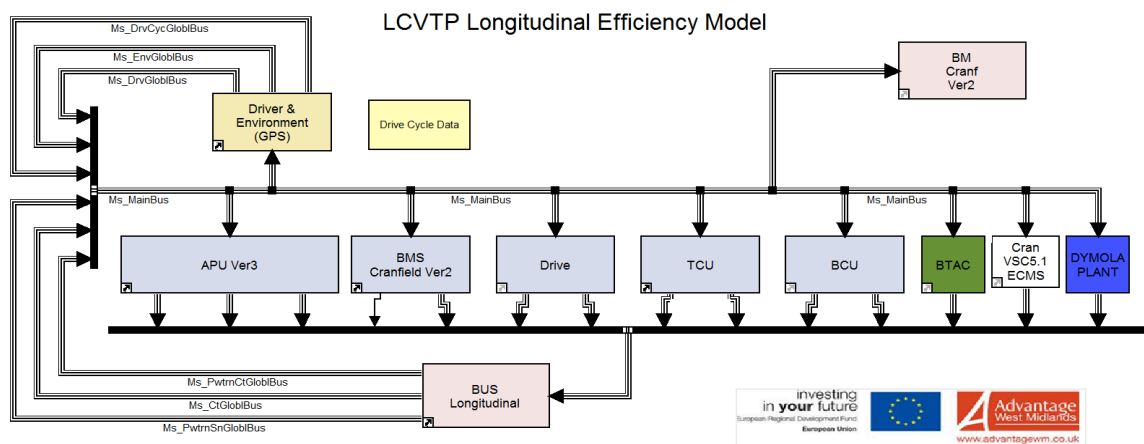 LCVTP Longitudinal Efficiency Model
Ms_DrvCycGloblBus
Ms_EnvGloblBus
Ms_DrvGloblBus
Driver &
Environment
(GPS)
Drive Cycle Data
BM
Cranf
Ver2
Ms_MainBus
Ms_MainBus
Ms_MainBus
APU Ver3
BMS
Cranfield Ver2
Drive
TCU
BCU
BTAC
Cran
VSC5.1
ECMS
DYMOLA
PLANT
Ms_PwtrnCtGloblBus
Ms_CtGloblBus
Ms_PwtrnSnGloblBus
BUS
Longitudinal
investing
in your future
European Regional Development Fund
European Union
Advantage
West Midlands
www.advantagewm.co.uk